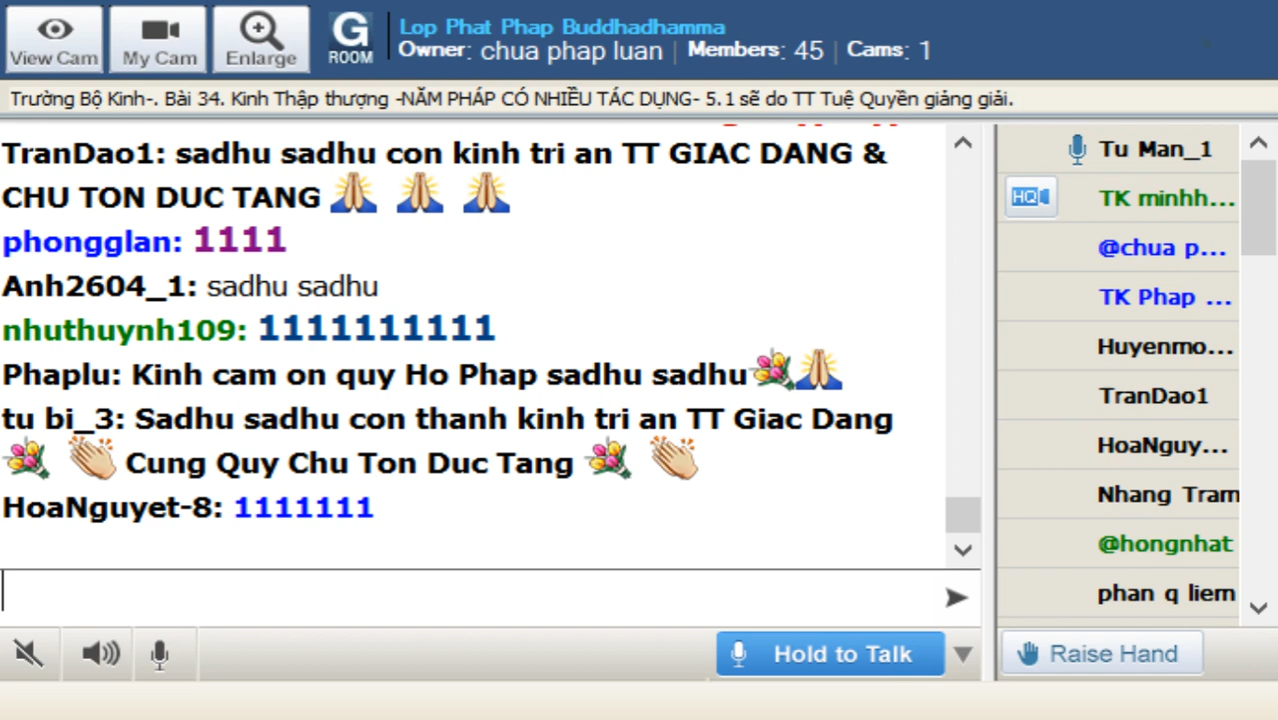 View Cam
My Cam
Enlarge
G
ROOM
Lop Phat Phap Buddhadhamma
Owner: chua phap luan | Members: 45 | Cams: 1
Trường Bộ Kinh-. Bài 34. Kinh Thập thượng -NĂM PHÁP CÓ NHIỀU TÁC DỤNG- 5.1 sẽ do TT Tuệ Quyền giảng giải.
TranDao1: sadhu sadhu con kinh tri an TT GIAC DANG &
CHU TON DUC TANG
phongglan: 1111
Anh2604_1: sadhu sadhu
nhuthuynh109: 1111111111
Phaplu: Kinh cam on quy Ho Phap sadhu sadhu
tu bi_3: Sadhu sadhu con thanh kinh tri an TT Giac Dang
Cung Quy Chu Ton Duc Tang
HoaNguyet-8: 1111111
Tu Man_1
HQ
TK minhh...
@chua p...
TK Phap ...
Huyenmo...
TranDao1
HoaNguy...
Nhang Tram
@hongnhat
phan q liem
Hold to Talk
Raise Hand